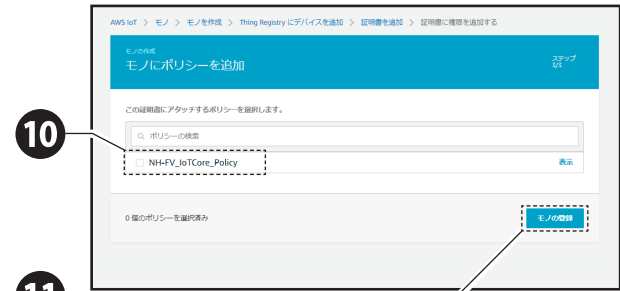 AWS IoT > モノ > モノを作成 > Thing Registry にデバイスを追加 > 証明書を追加 > 証明書に権限を追加する
モノの作成
モノにポリシーを追加
ステップ
3/3
この証明書にアタッチするポリシーを選択します。
10
ポリシーの検索
NH-FV_IoTCore_Policy
表示
0 個のポリシーを選択済み
モノの登録
11